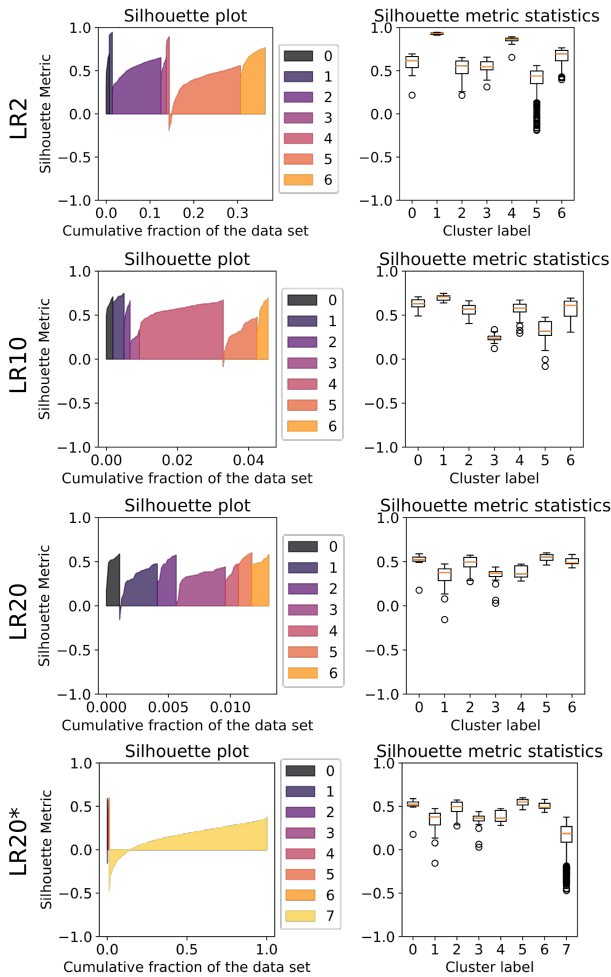 Silhouette plot
Silhouette metric statistics
LR2
Silhouette Metric
1.0
0.5
0.0
−0.5
−1.0
0
1
2
3
4
5
6
1.0
0.5
0.0
−0.5
−1.0
0.0 0.1 0.2 0.3
0 1 2 3 4 5 6
Cumulative fraction of the data set
Cluster label
Silhouette plot
Silhouette metric statistics
LR10
Silhouette Metric
1.0
0.5
0.0
−0.5
−1.0
0
1
2
3
4
5
6
1.0
0.5
0.0
−0.5
−1.0
0.00 0.02 0.04
0 1 2 3 4 5 6
Cumulative fraction of the data set
Cluster label
Silhouette plot
Silhouette metric statistics
LR20
Silhouette Metric
1.0
0.5
0.0
−0.5
−1.0
0
1
2
3
4
5
6
1.0
0.5
0.0
−0.5
−1.0
0.000 0.005 0.010
0 1 2 3 4 5 6
Cumulative fraction of the data set
Cluster label
Silhouette plot
Silhouette metric statistics
LR20*
Silhouette Metric
1.0
0.5
0.0
−0.5
−1.0
0
1
2
3
4
5
6
7
1.0
0.5
0.0
−0.5
−1.0
0.0 0.5 1.0
0 1 2 3 4 5 6 7
Cumulative fraction of the data set
Cluster label